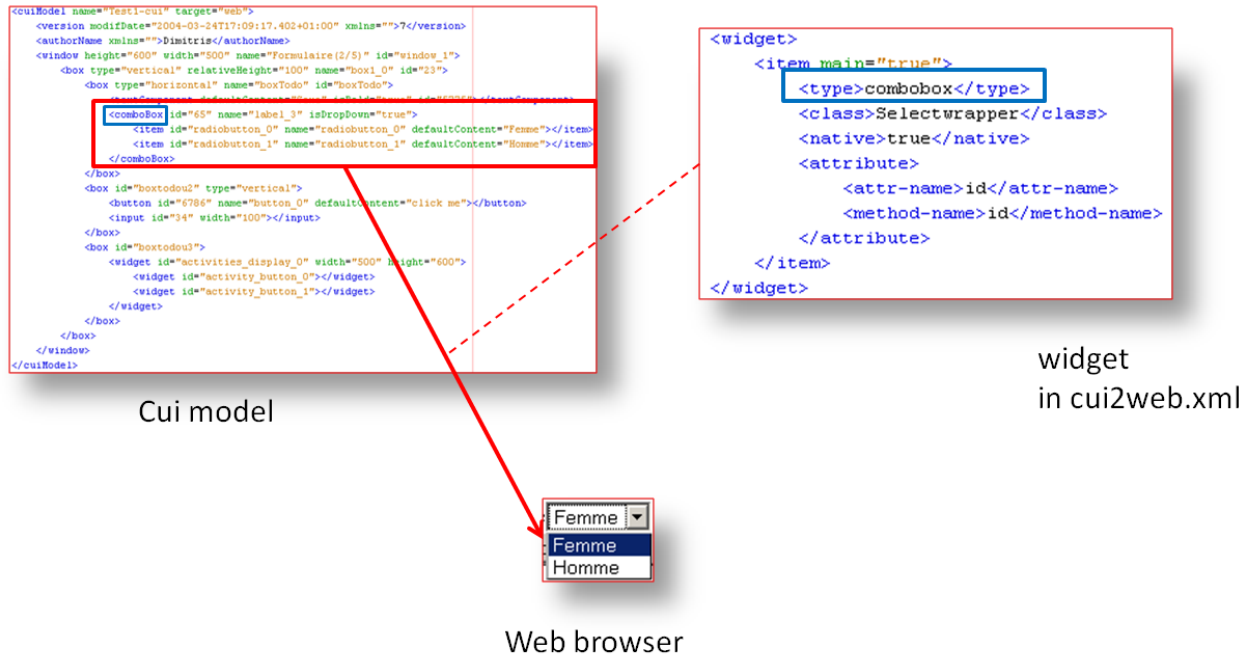 <cuiModel name="Test1-cui" target="web">
<version modifDate="2004-03-24T17:09:17.402+01:00" xmlns="">7</version>
<authorName xmlns="">Dimitris</authorName>
<window height="600" width="500" name="Formulaire(2/5)" id="window_1">
<box type="vertical" relativeHeight="100" name="box1_0" id="23">
<box type="horizontal" name="boxTodo" id="boxTodo">
<comboBox id="65" name="label_3" isDropDown="true">
<item id="radiobutton_0" name="radiobutton_0" defaultContent="Femme"></item>
<item id="radiobutton_1" name="radiobutton_1" defaultContent="Homme"></item>
</comboBox>
</box>
<box id="boxtodou2" type="vertical">
<button id="6786" name="button_0" defaultContent="click me"></button>
<input id="34" width="100"></input>
</box>
<box id="boxtodou3">
<widget id="activities_display_0" width="500" height="600">
<widget id="activity_button_0"></widget>
<widget id="activity_button_1"></widget>
</widget>
</box>
</box>
</window>
</cuiModel>
Cui model
<widget>
<item main="true">
<type>combobox</type>
<class>Selectwrapper</class>
<native>true</native>
<attribute>
<attr-name>id</attr-name>
<method-name>id</method-name>
</attribute>
</item>
</widget>
widget
in cui2web.xml
Femme
Femme
Homme
Web browser